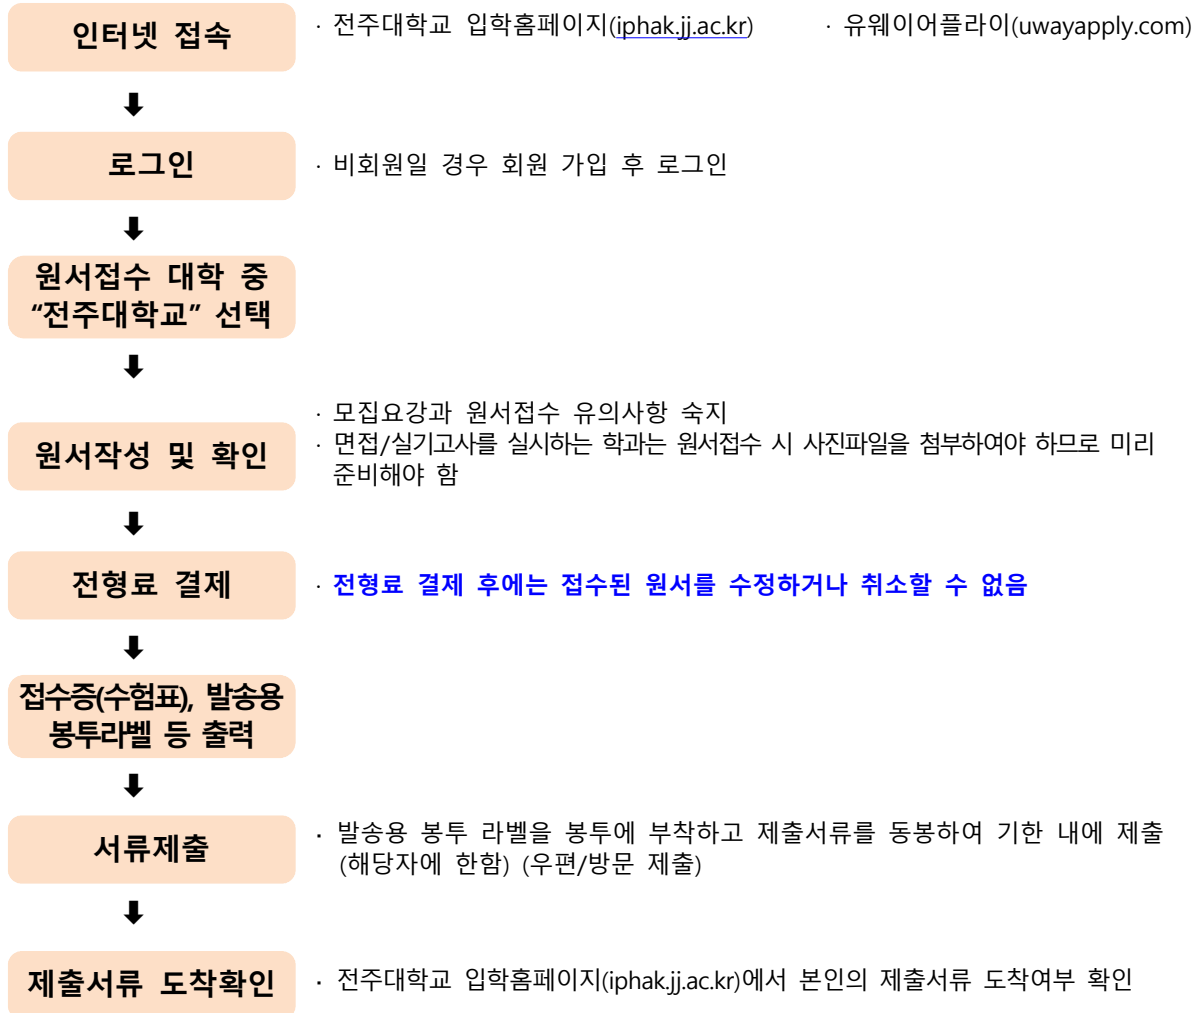 인터넷 접속
· 전주대학교 입학홈페이지(iphak.jj.ac.kr) · 유웨이어플라이(uwayapply.com)
로그인
· 비회원일 경우 회원 가입 후 로그인
원서접수 대학 중
“전주대학교” 선택
· 모집요강과 원서접수 유의사항 숙지
원서작성 및 확인
· 면접/실기고사를 실시하는 학과는 원서접수 시 사진파일을 첨부하여야 하므로 미리
준비해야 함
전형료 결제
· 전형료 결제 후에는 접수된 원서를 수정하거나 취소할 수 없음
접수증(수험표), 발송용
봉투라벨 등 출력
서류제출
· 발송용 봉투 라벨을 봉투에 부착하고 제출서류를 동봉하여 기한 내에 제출
(해당자에 한함) (우편/방문 제출)
제출서류 도착확인
· 전주대학교 입학홈페이지(iphak.jj.ac.kr)에서 본인의 제출서류 도착여부 확인